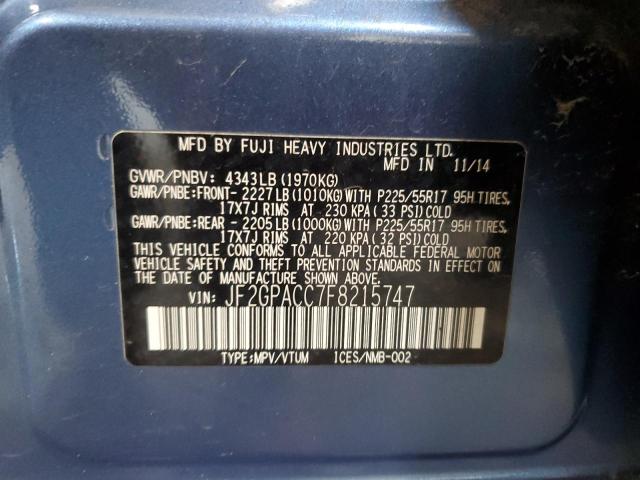 MFD BY FUJI HEAVY INDUSTRIES LTD.
MFD IN 11/14
GVWR/PNBV: 4343LB (1970KG)
GAWR/PNBE:FRONT- 2227LB (1010KG)WITH P225/55R17 95H TIRES,
17X7J RIMS AT 230 KPA (33 PSI)COLD
GAWR/PNBE:REAR - 2205LB (1000KG)WITH P225/55R17 95H TIRES,
17X7J RIMS AT 220 KPA (32 PSI)COLD
THIS VEHICLE CONFORMS TO ALL APPLICABLE FEDERAL MOTOR
VEHICLE SAFETY AND THEFT PREVENTION STANDARDS IN EFFECT ON
THE DATE OF MANUFACTURE SHOWN ABOVE.
VIN: JF2GPACC7F8215747
TYPE:MPV/VTUM ICES/NMB-002